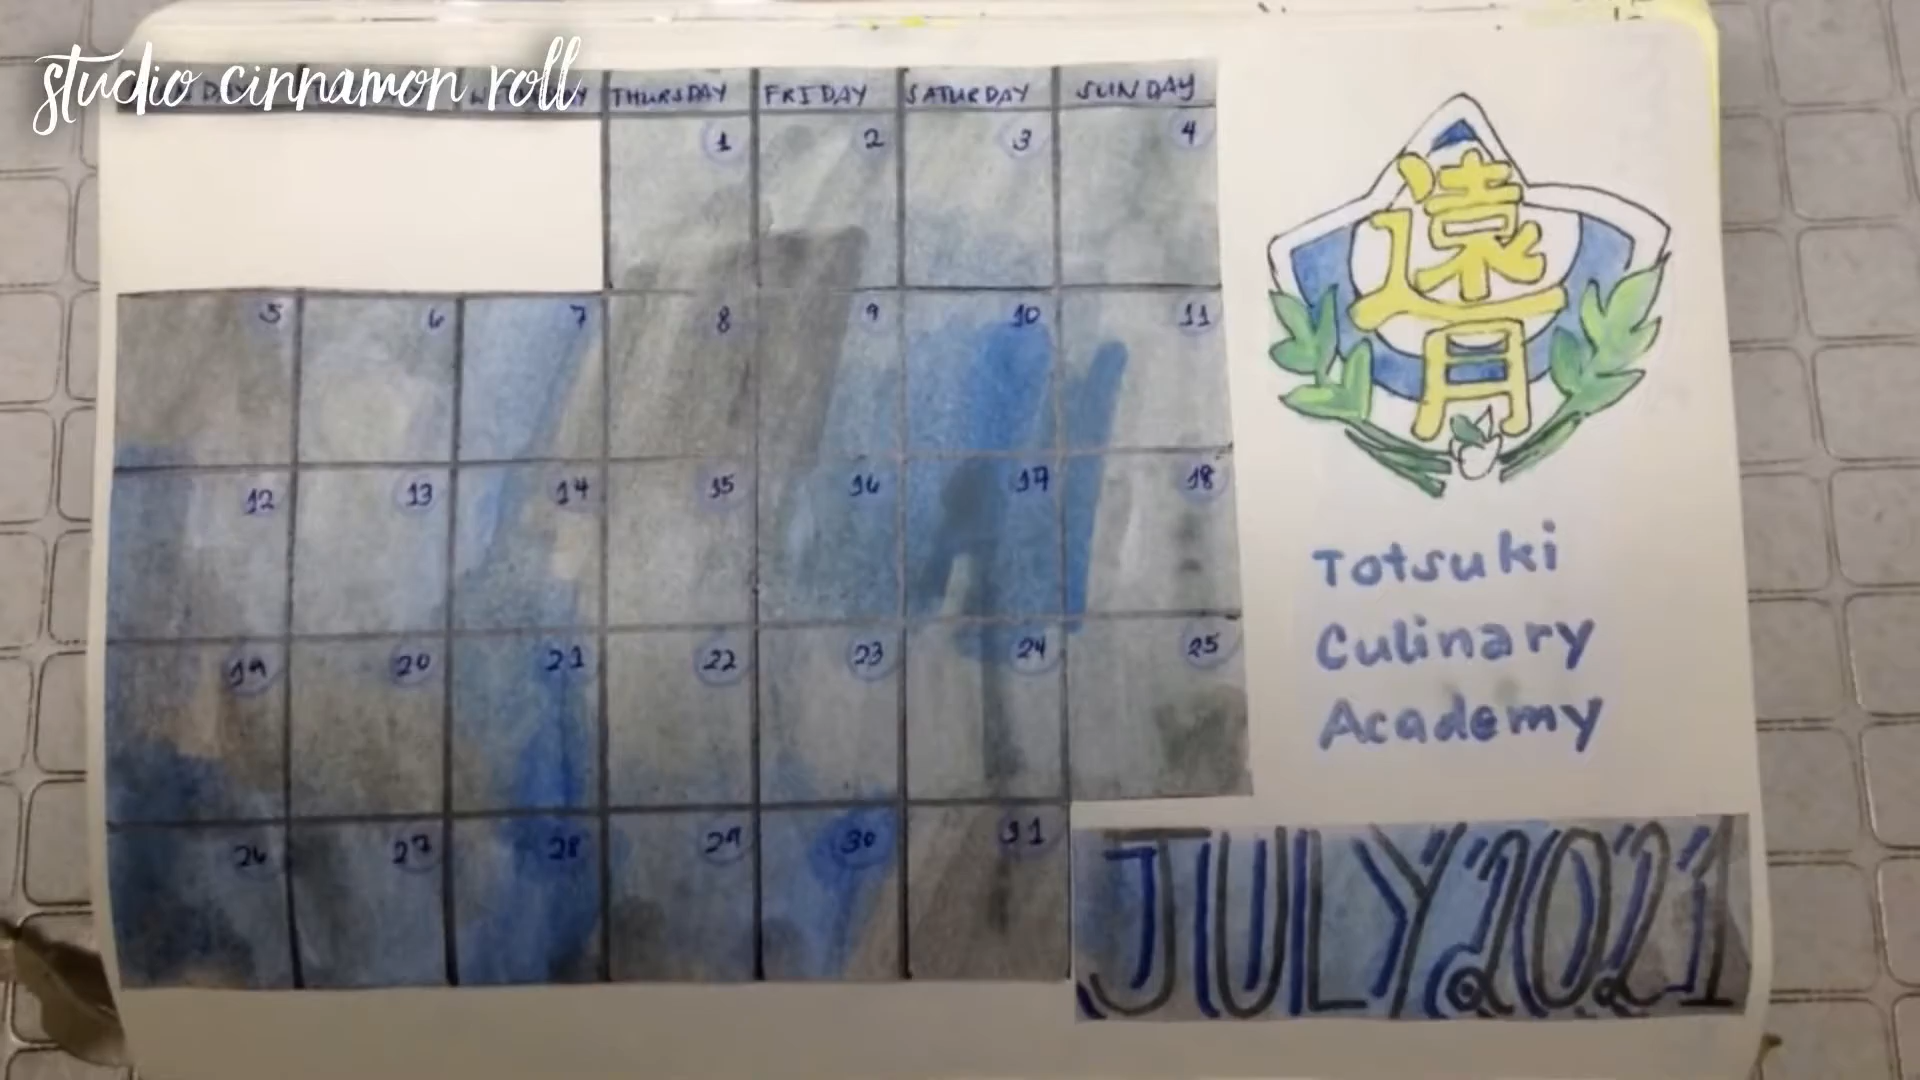 studio cinnamon roll
THURSDAY FRIDAY SATURDAY SUNDAY
1 2 3 4
5 6 7 8 9 10 11
12 13 14 15 16 17 18
19 20 21 22 23 24 25
26 27 28 29 30 31
遠月
Totsuki
Culinary
Academy
JULY 2021